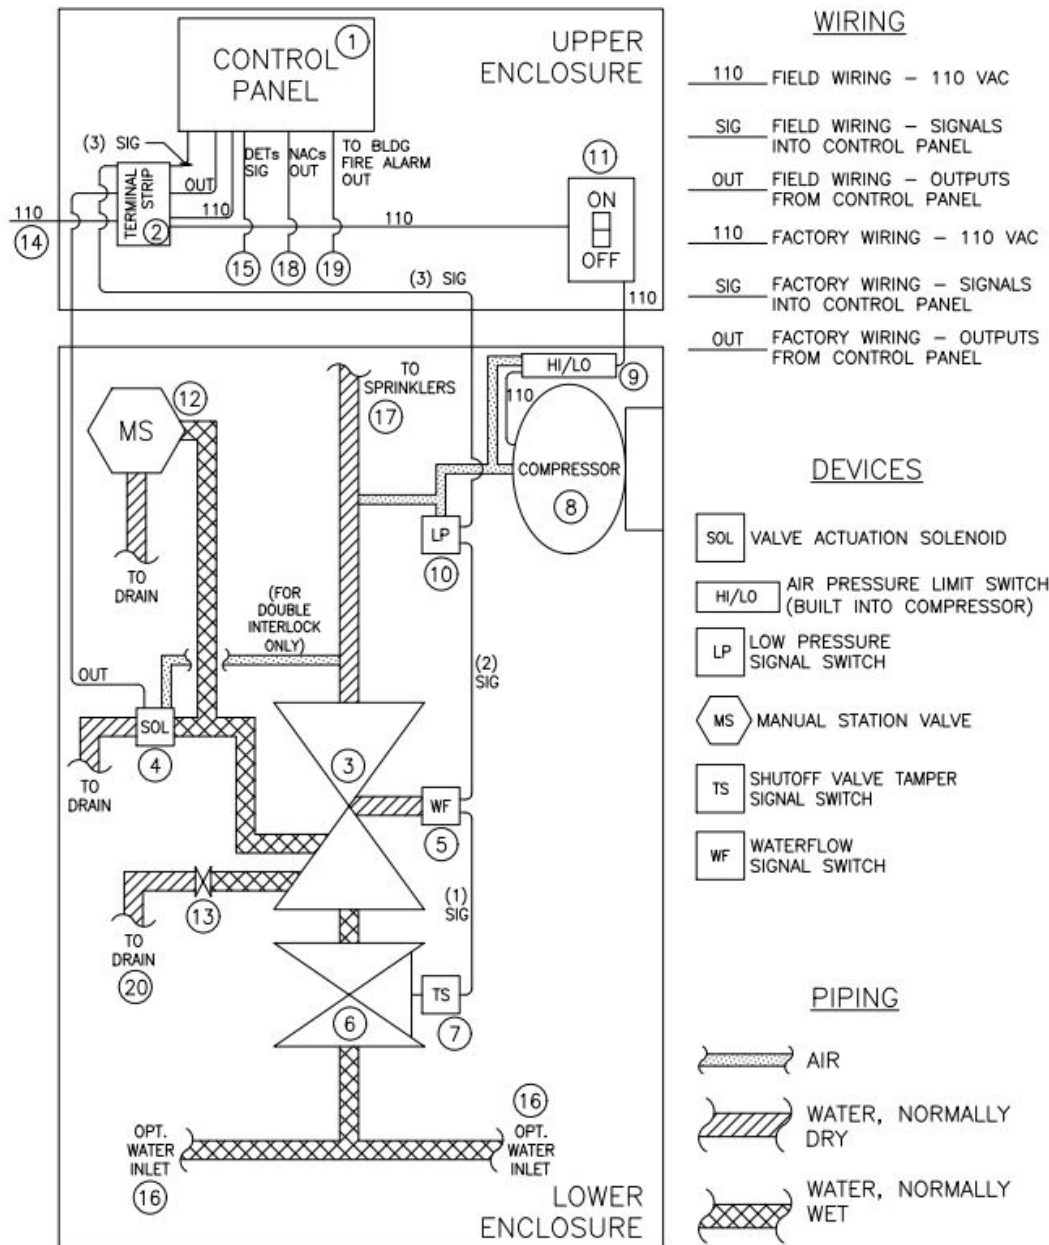 UPPER
ENCLOSURE
CONTROL
PANEL
1
(3) SIG
TERMINAL
STRIP
2
OUT
110
DETs
SIG
NACs
OUT
TO BLDG
FIRE ALARM
OUT
110
14
15
18
19
110
11
ON
OFF
(3) SIG
110
TO
SPRINKLERS
17
HI/LO
9
110
COMPRESSOR
8
12
MS
TO
DRAIN
LP
10
(FOR
DOUBLE
INTERLOCK
ONLY)
OUT
(2)
SIG
SOL
4
TO
DRAIN
3
WF
5
(1)
SIG
13
TO
DRAIN
20
TS
7
6
16
OPT.
WATER
INLET
OPT.
WATER
INLET
16
LOWER
ENCLOSURE
WIRING
110 FIELD WIRING – 110 VAC
SIG FIELD WIRING – SIGNALS
INTO CONTROL PANEL
OUT FIELD WIRING – OUTPUTS
FROM CONTROL PANEL
110 FACTORY WIRING – 110 VAC
SIG FACTORY WIRING – SIGNALS
INTO CONTROL PANEL
OUT FACTORY WIRING – OUTPUTS
FROM CONTROL PANEL
DEVICES
SOL VALVE ACTUATION SOLENOID
HI/LO AIR PRESSURE LIMIT SWITCH
(BUILT INTO COMPRESSOR)
LP LOW PRESSURE
SIGNAL SWITCH
MS MANUAL STATION VALVE
TS SHUTOFF VALVE TAMPER
SIGNAL SWITCH
WF WATERFLOW
SIGNAL SWITCH
PIPING
AIR
WATER, NORMALLY
DRY
WATER, NORMALLY
WET